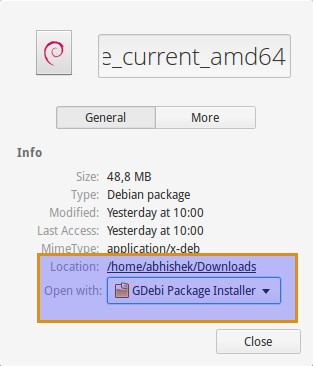 e_current_amd64
General More
Info
Size: 48,8 MB
Type: Debian package
Modified: Yesterday at 10:00
Last Access: Yesterday at 10:00
MimeType: application/x-deb
Location: /home/abhishek/Downloads
Open with: GDebi Package Installer
Close